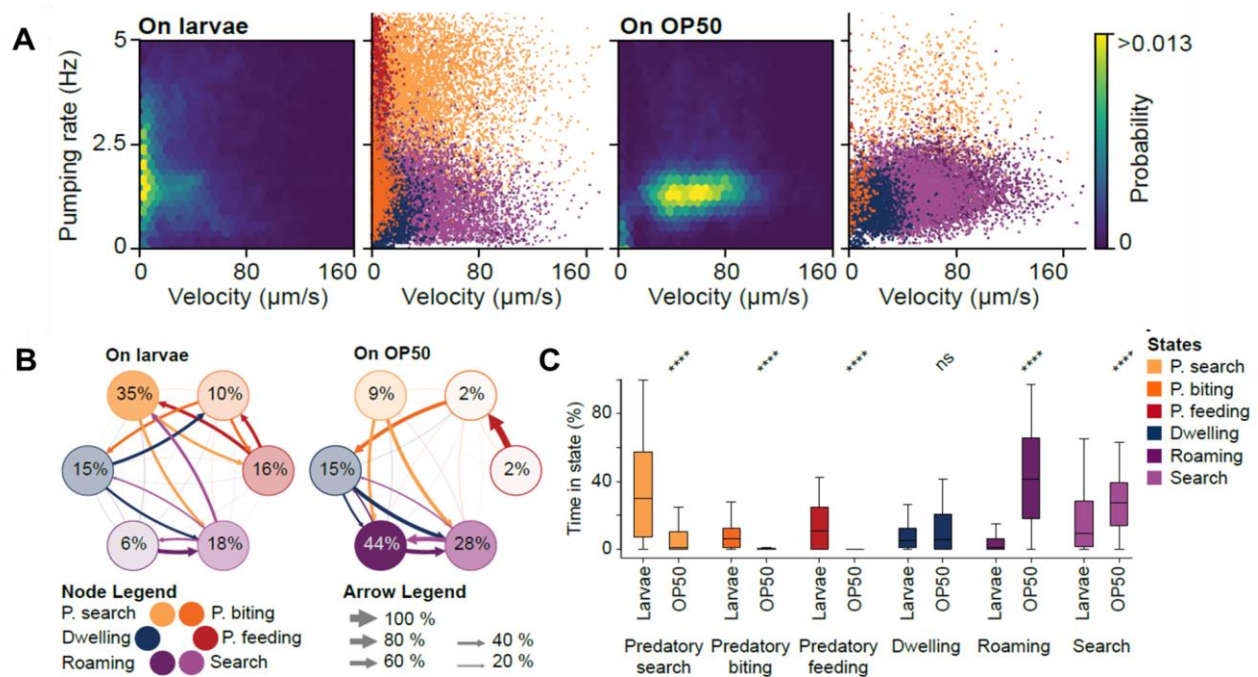 A
On larvae
On OP50
Pumping rate (Hz)
5
2.5
0
0 80 160
Velocity (µm/s)
0 80 160
Velocity (µm/s)
0 80 160
Velocity (µm/s)
0 80 160
Velocity (µm/s)
>0.013
Probability
0
B
On larvae
On OP50
35%
10%
15%
16%
6%
18%
9%
2%
15%
2%
44%
28%
Node Legend
P. search
P. biting
Dwelling
P. feeding
Roaming
Search
Arrow Legend
100 %
80 %
60 %
40 %
20 %
C
**** **** **** ns **** ****
Time in state (%)
80
40
0
Larvae OP50 Larvae OP50 Larvae OP50 Larvae OP50 Larvae OP50 Larvae OP50
Predatory search
Predatory biting
Predatory feeding
Dwelling
Roaming
Search
States
P. search
P. biting
P. feeding
Dwelling
Roaming
Search